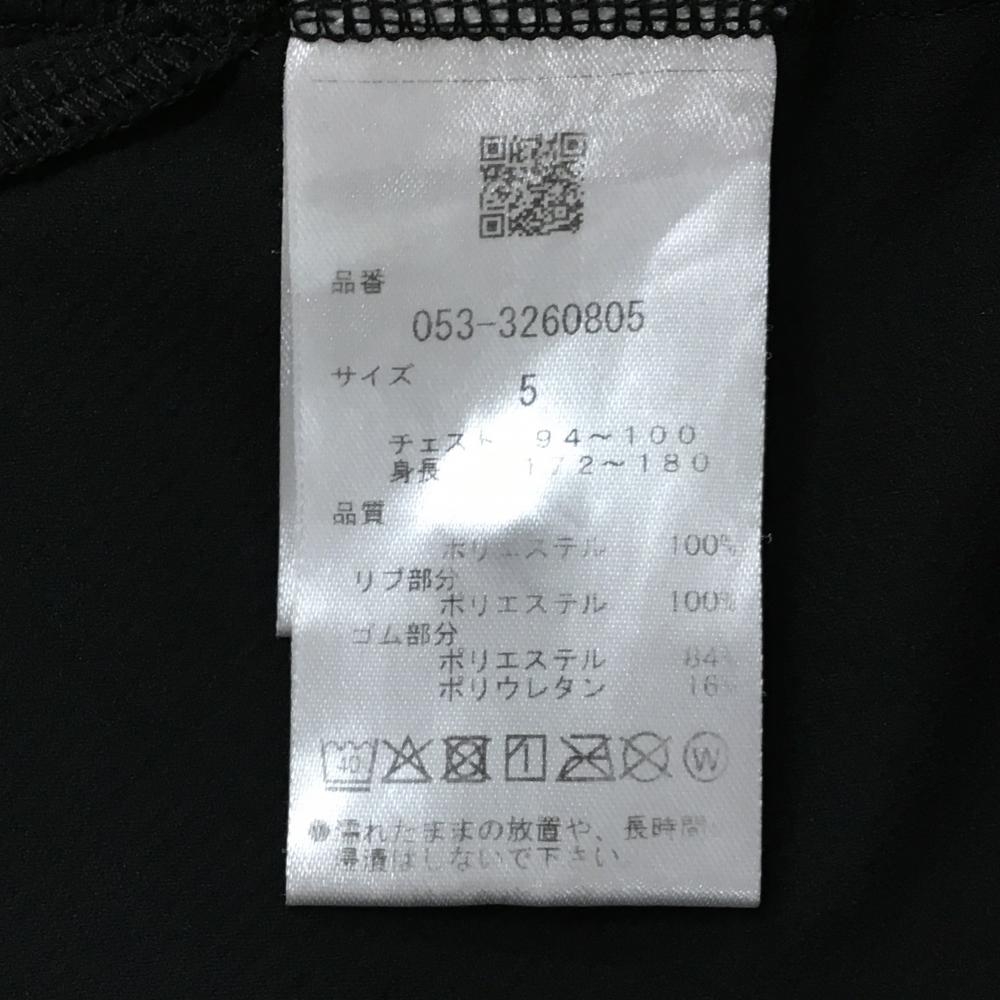 品番
053-3260805
サイズ
5
チェスト 94～100
身長 172～180
品質
ポリエステル 100%
リブ部分
ポリエステル 100%
ゴム部分
ポリエステル 84%
ポリウレタン 16%
40 W
濡れたままの放置や、長時間
浸漬はしないで下さい